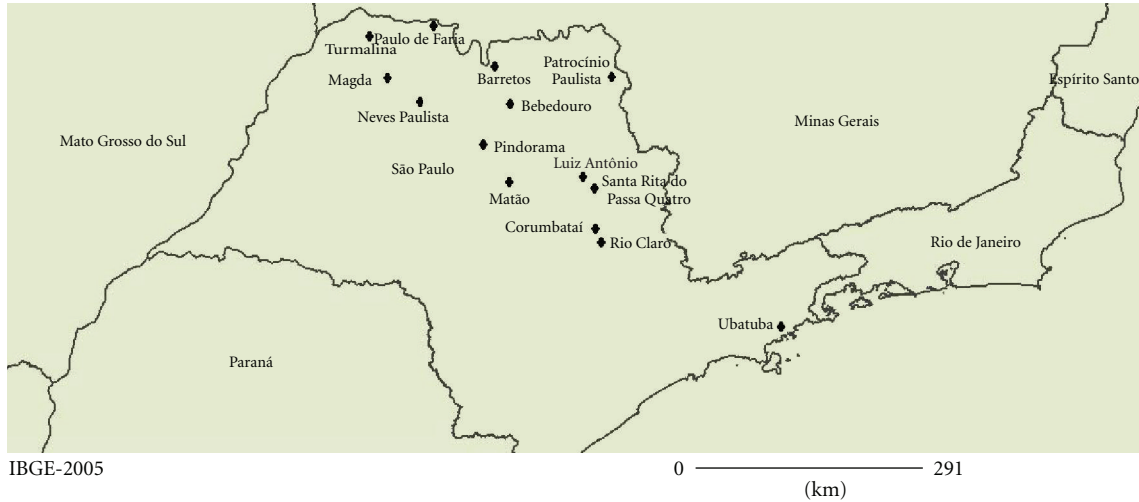 Paulo de Faria
Turmalina
Patrocínio
Paulista
Barretos
Magda
Espírito Santo
Bebedouro
Neves Paulista
Minas Gerais
Mato Grosso do Sul
Pindorama
São Paulo
Luiz Antônio
Santa Rita do
Passa Quatro
Matão
Corumbataí
Rio Claro
Rio de Janeiro
Ubatuba
Paraná
IBGE-2005
0
291
(km)